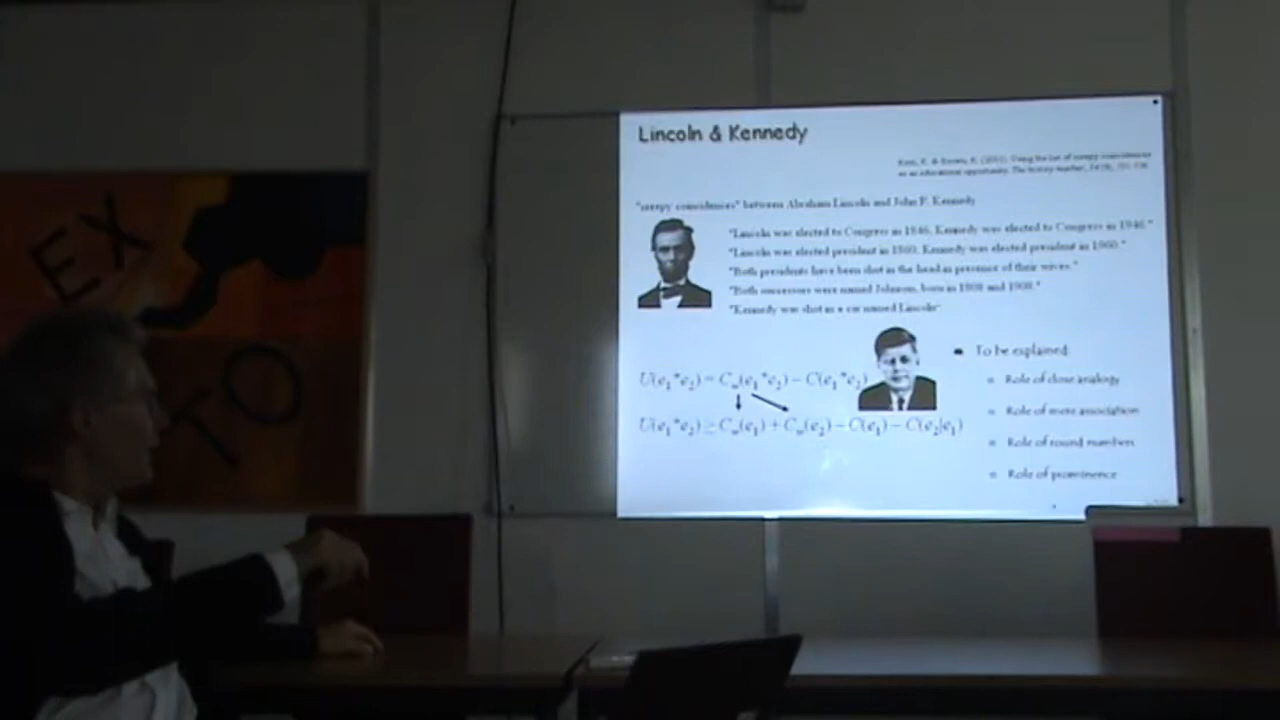 EX
TO
Lincoln & Kennedy
"creepy coincidences" between Abraham Lincoln and John F. Kennedy
"Lincoln was elected to Congress in 1846, Kennedy was elected to Congress in 1946."
"Lincoln was elected president in 1860, Kennedy was elected president in 1960."
"Both presidents have been shot in the head in presence of their wives."
"Both successors were named Johnson, born in 1808 and 1908."
"Kennedy was shot in a car named Lincoln"
To be explained:
Role of close analogy
Role of mere association
Role of round numbers
Role of prominence
U(e₁*e₂) = Cw(e₁*e₂) – C(e₁*e₂)
U(e₁*e₂) ≥ Cw(e₁) + Cw(e₂) – C(e₁) – C(e₂|e₁)